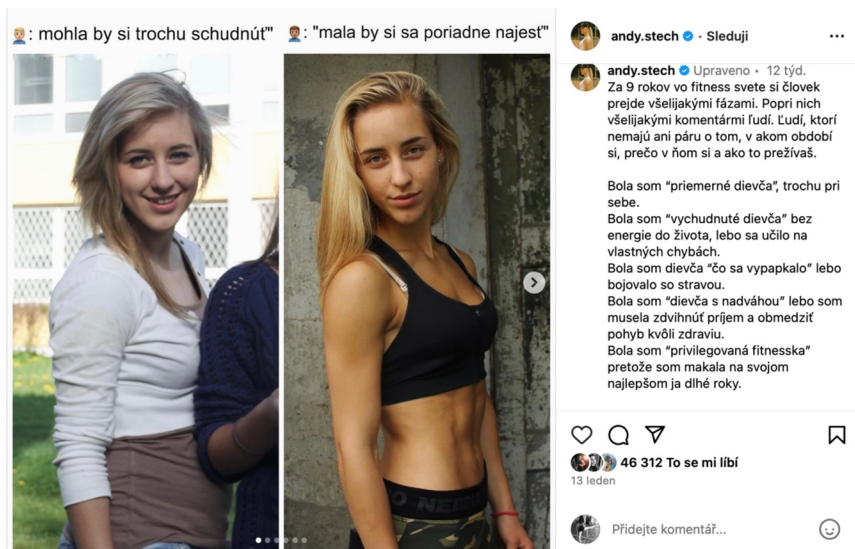 : mohla by si trochu schudnúť'"
: "mala by si sa poriadne najesť"'
andy.stech • Sleduji
andy.stech Upraveno • 12 týd.
Za 9 rokov vo fitness svete si človek
prejde všelijakými fázami. Popri nich
všelijakými komentármi ľudí. Ľudí, ktorí
nemajú ani páru o tom, v akom období
si, prečo v ňom si a ako to prežívaš.
Bola som “priemerné dievča”, trochu pri
sebe.
Bola som “vychudnuté dievča” bez
energie do života, lebo sa učilo na
vlastných chybách.
Bola som dievča “čo sa vypapkalo” lebo
bojovalo so stravou.
Bola som “dievča s nadváhou” lebo som
musela zdvihnúť príjem a obmedziť
pohyb kvôli zdraviu.
Bola som “privilegovaná fitnesska”
pretože som makala na svojom
najlepšom ja dlhé roky.
46 312 To se mi líbí
13 leden
Přidejte komentář...